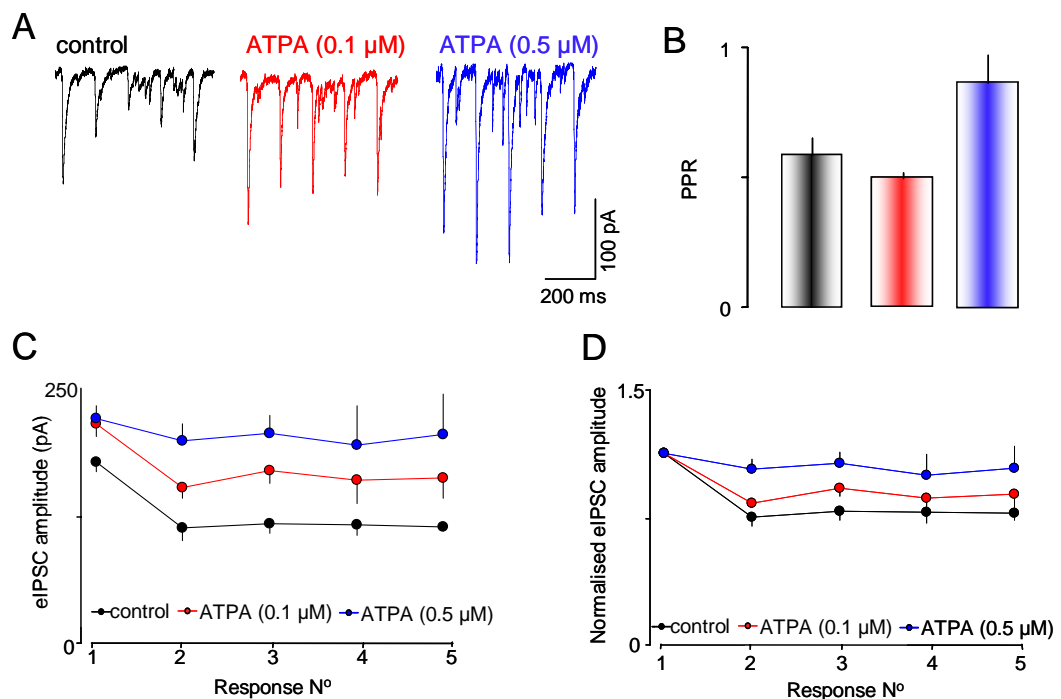 A
control
ATPA (0.1 µM)
ATPA (0.5 µM)
100 pA
200 ms
B
1
PPR
0
C
250
eIPSC amplitude (pA)
control
ATPA (0.1 µM)
ATPA (0.5 µM)
0
1
2
3
4
5
Response Nº
D
1.5
Normalised eIPSC amplitude
control
ATPA (0.1 µM)
ATPA (0.5 µM)
0
1
2
3
4
5
Response Nº